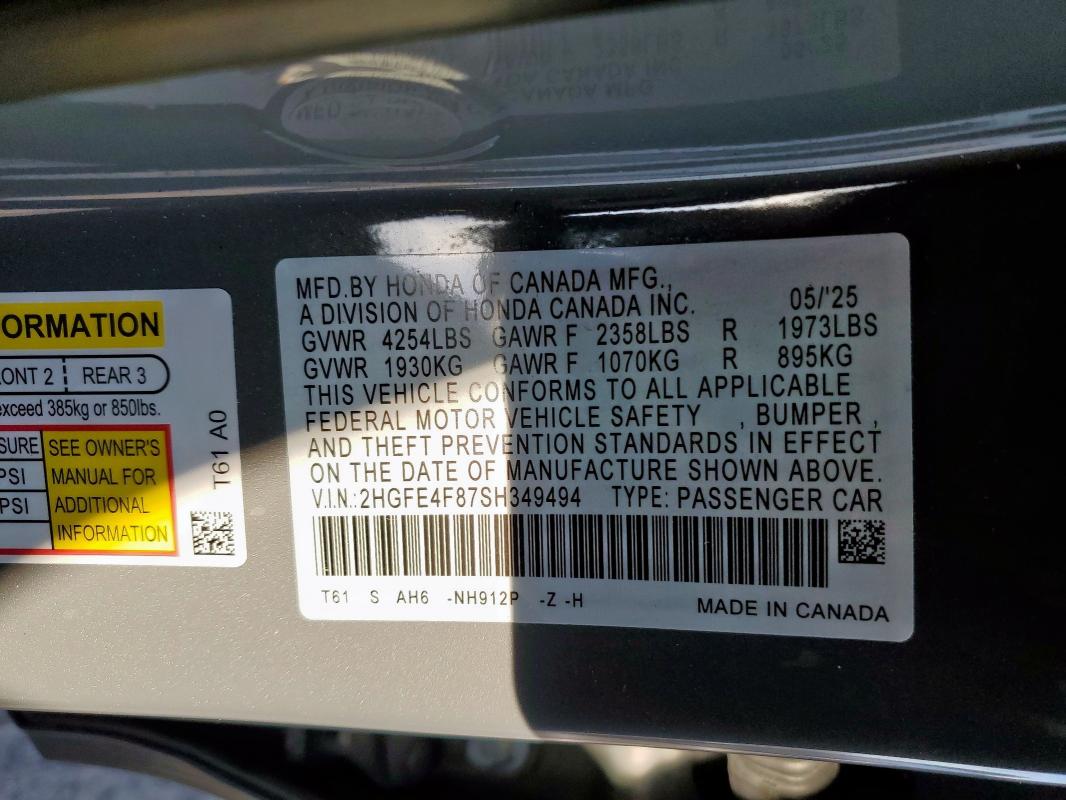 ORMATION
ONT 2 REAR 3
exceed 385kg or 850lbs.
SURE SEE OWNER'S
PSI MANUAL FOR
PSI ADDITIONAL
INFORMATION
T61 A0
MFD.BY HONDA OF CANADA MFG.,
A DIVISION OF HONDA CANADA INC. 05/'25
GVWR 4254LBS GAWR F 2358LBS R 1973LBS
GVWR 1930KG GAWR F 1070KG R 895KG
THIS VEHICLE CONFORMS TO ALL APPLICABLE
FEDERAL MOTOR VEHICLE SAFETY , BUMPER ,
AND THEFT PREVENTION STANDARDS IN EFFECT
ON THE DATE OF MANUFACTURE SHOWN ABOVE.
V.I.N.:2HGFE4F87SH349494 TYPE: PASSENGER CAR
T61 S AH6 -NH912P -Z -H
MADE IN CANADA